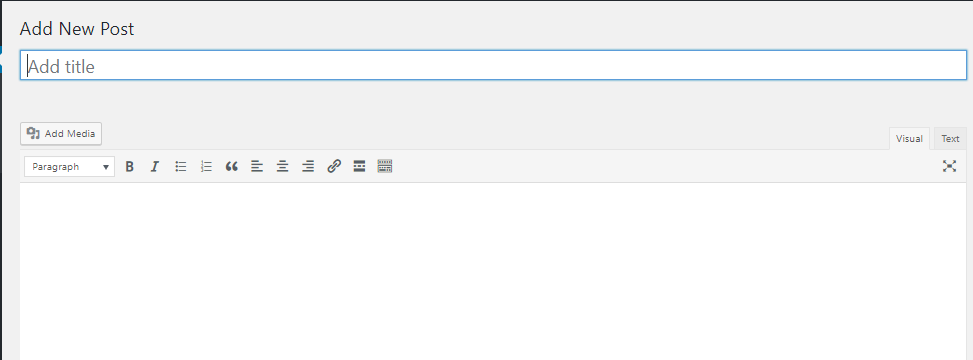 Add New Post
Add title
Add Media
Visual Text
Paragraph B I